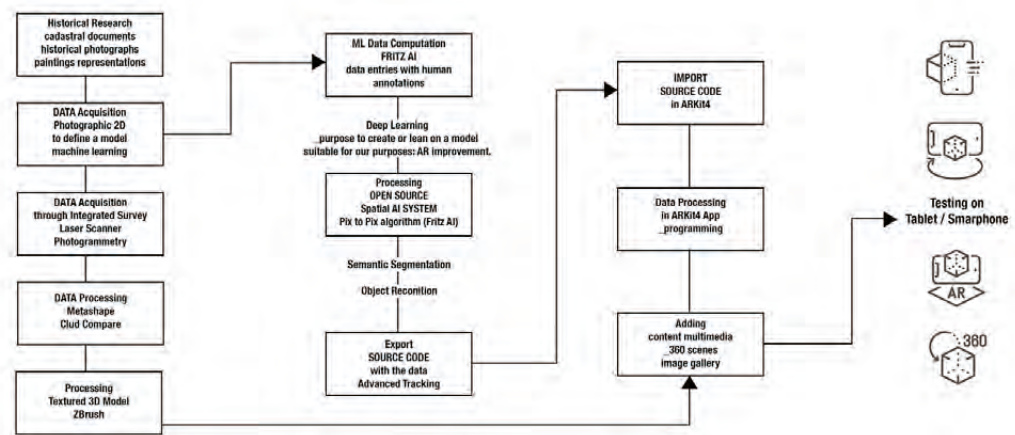 Historical Research
cadastral documents
historical photographs
paintings representations
DATA Acquisition
Photographic 2D
to define a model
machine learning
DATA Acquisition
through Integrated Survey
Laser Scanner
Photogrammetry
DATA Processing
Metashape
Clud Compare
Processing
Textured 3D Model
ZBrush
ML Data Computation
FRITZ AI
data entries with human
annotations
Deep Learning
_purpose to create or lean on a model
suitable for our purposes: AR improvement.
Processing
OPEN SOURCE
Spatial AI SYSTEM
Pix to Pix algorithm (Fritz AI)
Semantic Segmentation
Object Reconition
Export
SOURCE CODE
with the data
Advanced Tracking
IMPORT
SOURCE CODE
in ARKit4
Data Processing
in ARKit4 App
_programming
Adding
content multimedia
_360 scenes
image gallery
Testing on
Tablet / Smarphone
AR
360